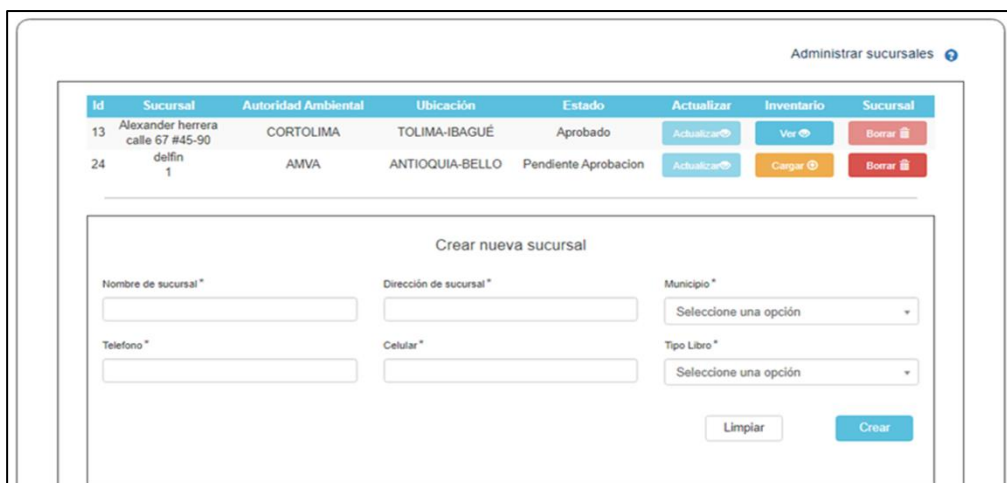 Administrar sucursales
Id Sucursal Autoridad Ambiental Ubicación Estado Actualizar Inventario Sucursal
13 Alexander herrera calle 67 #45-90 CORTOLIMA TOLIMA-IBAGUÉ Aprobado Actualizar Ver Borrar
24 delfin 1 AMVA ANTIOQUIA-BELLO Pendiente Aprobacion Actualizar Cargar Borrar
Crear nueva sucursal
Nombre de sucursal * Dirección de sucursal * Municipio *
Seleccione una opción
Telefono * Celular * Tipo Libro *
Seleccione una opción
Limpiar Crear